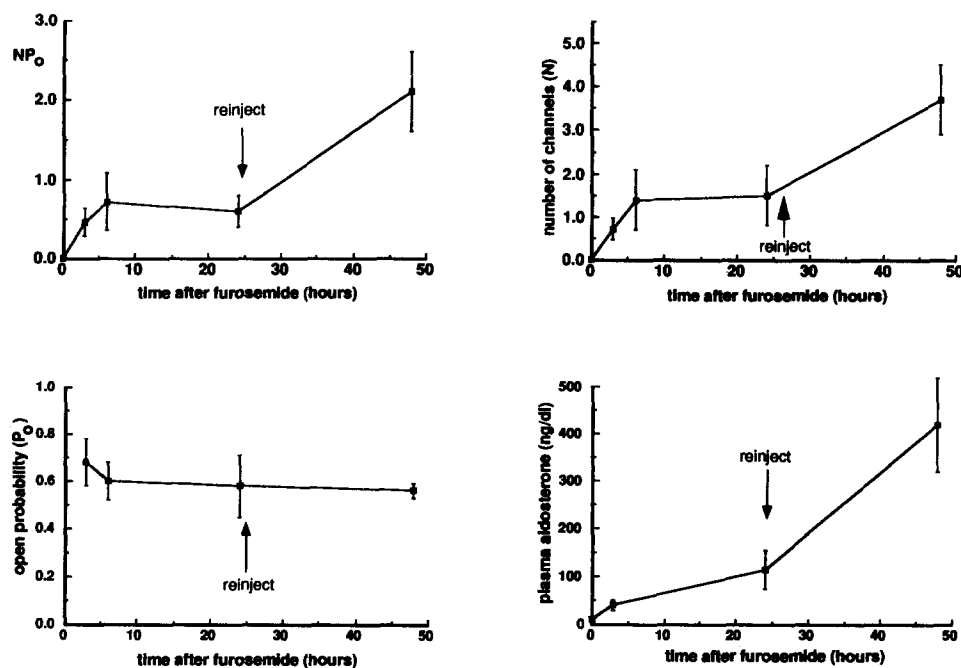 3.0
NPo
2.0
1.0
0.0
reinject
0 10 20 30 40 50
time after furosemide (hours)
number of channels (N)
5.0
4.0
3.0
2.0
1.0
0.0
reinject
0 10 20 30 40 50
time after furosemide (hours)
open probability (Po)
1.0
0.8
0.6
0.4
0.2
0.0
reinject
0 10 20 30 40 50
time after furosemide (hours)
plasma aldosterone (ng/dl)
500
400
300
200
100
0
reinject
0 10 20 30 40 50
time after furosemide (hours)